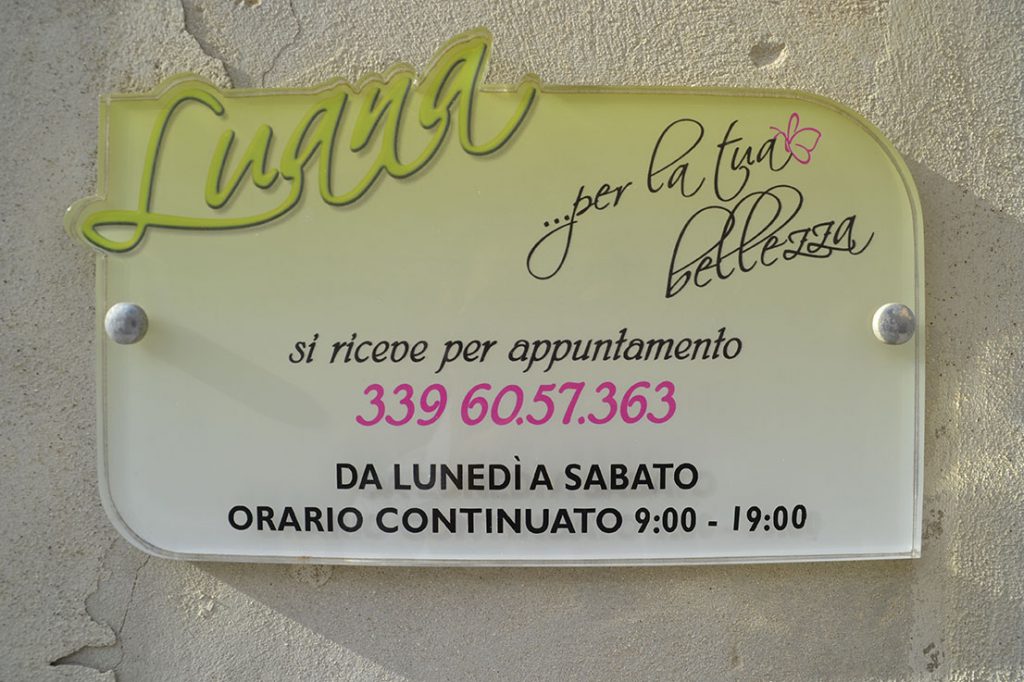 Luana
...per la tua
bellezza
si riceve per appuntamento
339 60.57.363
DA LUNEDÌ A SABATO
ORARIO CONTINUATO 9:00 - 19:00